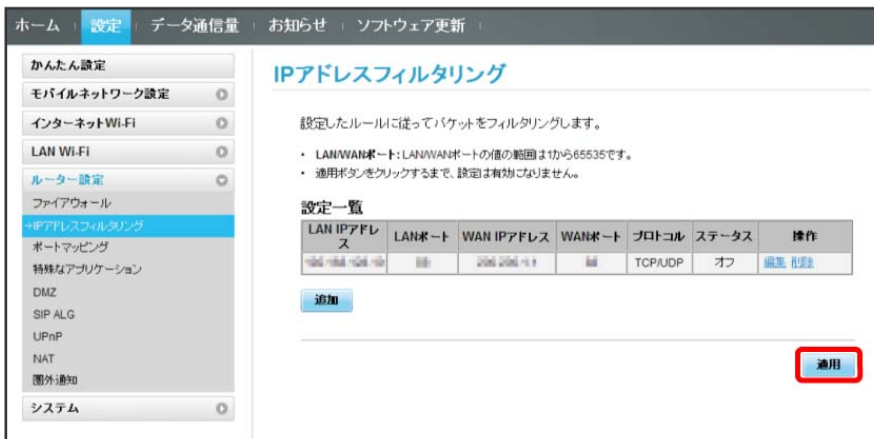 ホーム 設定 データ通信量 お知らせ ソフトウェア更新
かんたん設定
モバイルネットワーク設定
インターネットWi-Fi
LAN Wi-Fi
ルーター設定
ファイアウォール
→IPアドレスフィルタリング
ポートマッピング
特殊なアプリケーション
DMZ
SIP ALG
UPnP
NAT
圏外通知
システム
IPアドレスフィルタリング
設定したルールに従ってパケットをフィルタリングします。
・ LAN/WANポート: LAN/WANポートの値の範囲は1から65535です。
・ 適用ボタンをクリックするまで、設定は有効になりません。
設定一覧
LAN IPアドレ
ス
LANポート WAN IPアドレス WANポート プロトコル ステータス 操作
TCP/UDP オフ 編集 削除
追加
適用